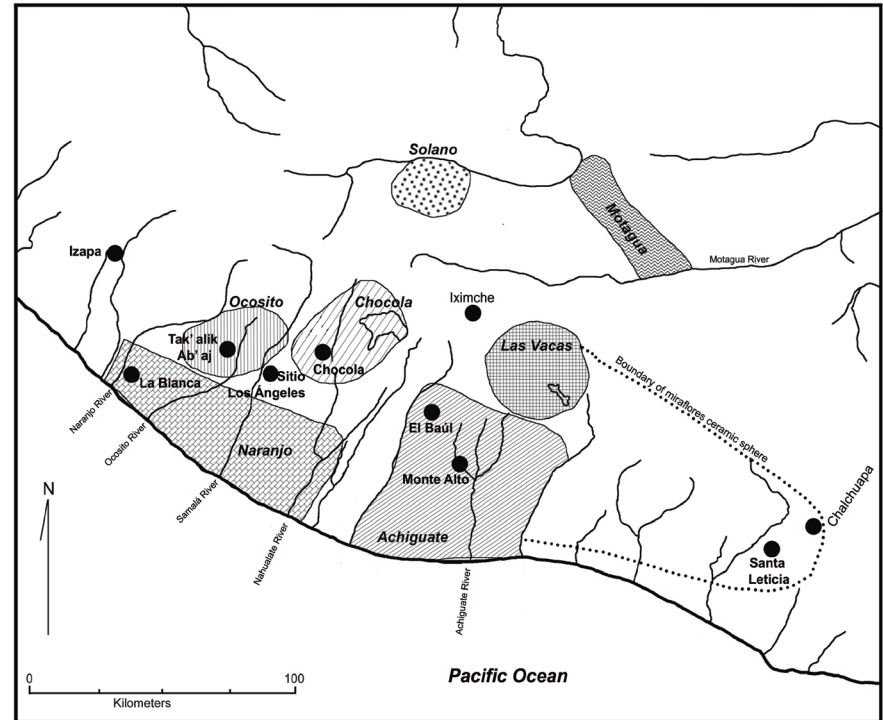 Solano
Motagua
Izapa
Motagua River
Ocosito
Chocola
Iximche
Tak' alik
Ab' aj
Las Vacas
Chocola
La Blanca
Sitio
Los Ángeles
Boundary of miraflores ceramic sphere
Naranjo River
El Baúl
Ocosito River
Naranjo
Monte Alto
Chalchuapa
Samalá River
N
Achiguate
Nahualate River
Santa
Leticia
Achiguate River
Pacific Ocean
0
100
Kilometers